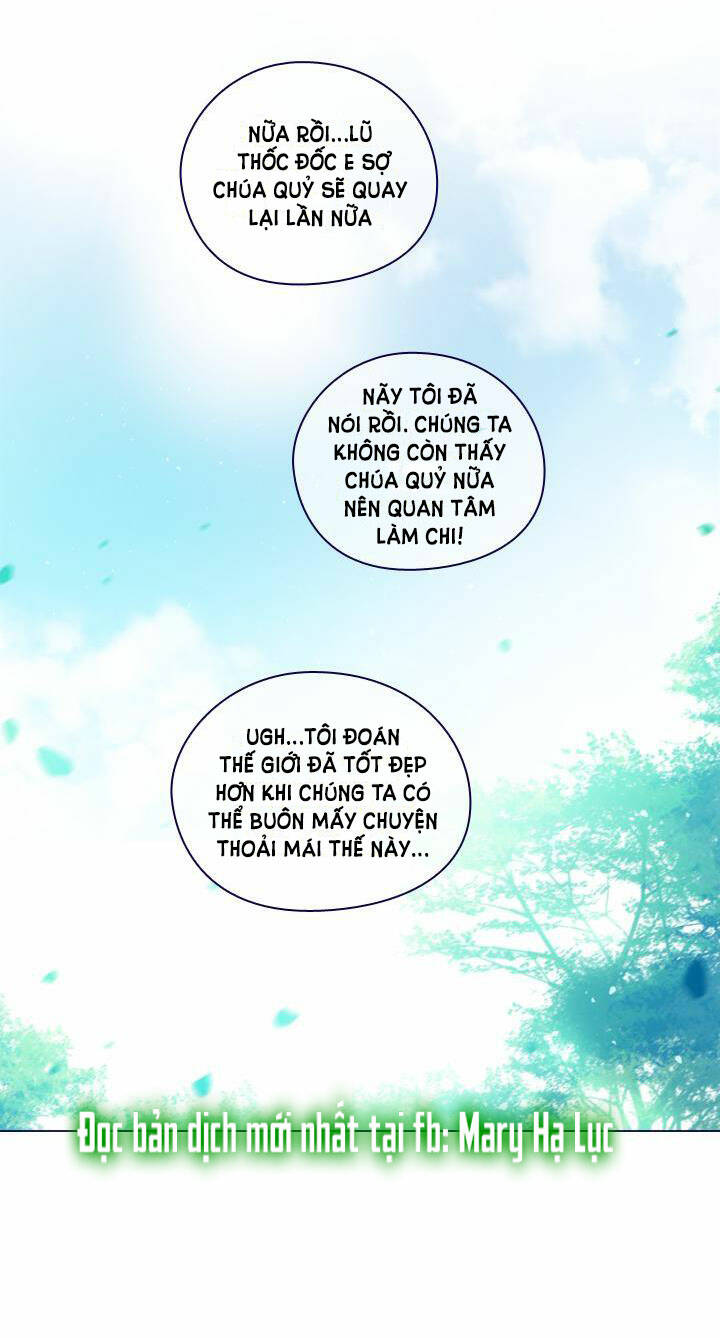 NỮA RỒI...LŨ
THỐC ĐỐC E SỢ
CHÚA QUỶ SẼ QUAY
LẠI LẦN NỮA
NÃY TÔI ĐÃ
NÓI RỒI. CHÚNG TA
KHÔNG CÒN THẤY
CHÚA QUỶ NỮA
NÊN QUAN TÂM
LÀM CHI!
UGH...TÔI ĐOÁN
THẾ GIỚI ĐÃ TỐT ĐẸP
HƠN KHI CHÚNG TA CÓ
THỂ BUÔN MẤY CHUYỆN
THOẢI MÁI THẾ NÀY...
Đọc bản dịch mới nhất tại fb: Mary Hạ Lục